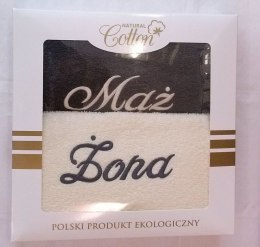 NATURAL
Cotton
Mąż
Żona
POLSKI PRODUKT EKOLOGICZNY